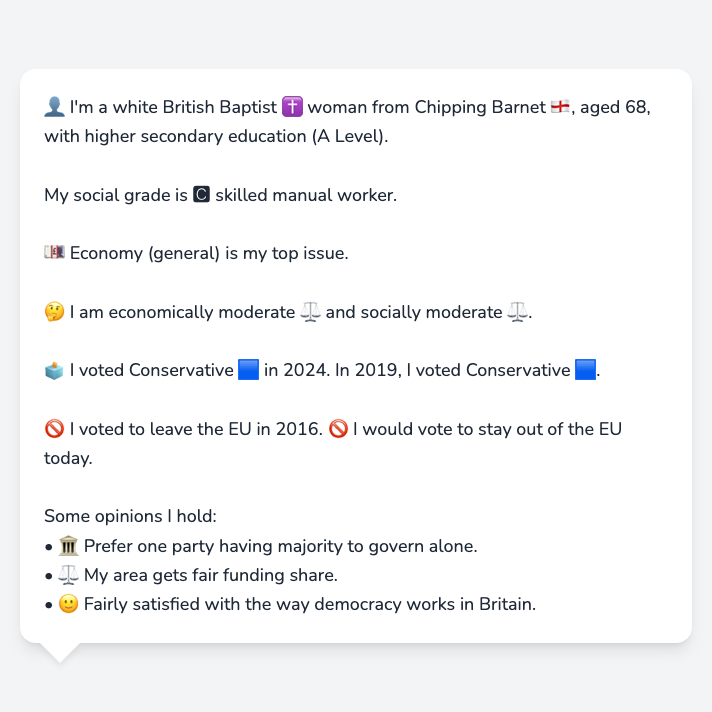 👤 I'm a white British Baptist ✝️ woman from Chipping Barnet 🏴󠁧󠁢󠁥󠁮󠁧󠁿, aged 68,
with higher secondary education (A Level).
My social grade is 🅲 skilled manual worker.
💷 Economy (general) is my top issue.
🤔 I am economically moderate ⚖️ and socially moderate ⚖️.
🗳️ I voted Conservative 🟦 in 2024. In 2019, I voted Conservative 🟦.
🚫 I voted to leave the EU in 2016. 🚫 I would vote to stay out of the EU
today.
Some opinions I hold:
• 🏛️ Prefer one party having majority to govern alone.
• ⚖️ My area gets fair funding share.
• 🙂 Fairly satisfied with the way democracy works in Britain.